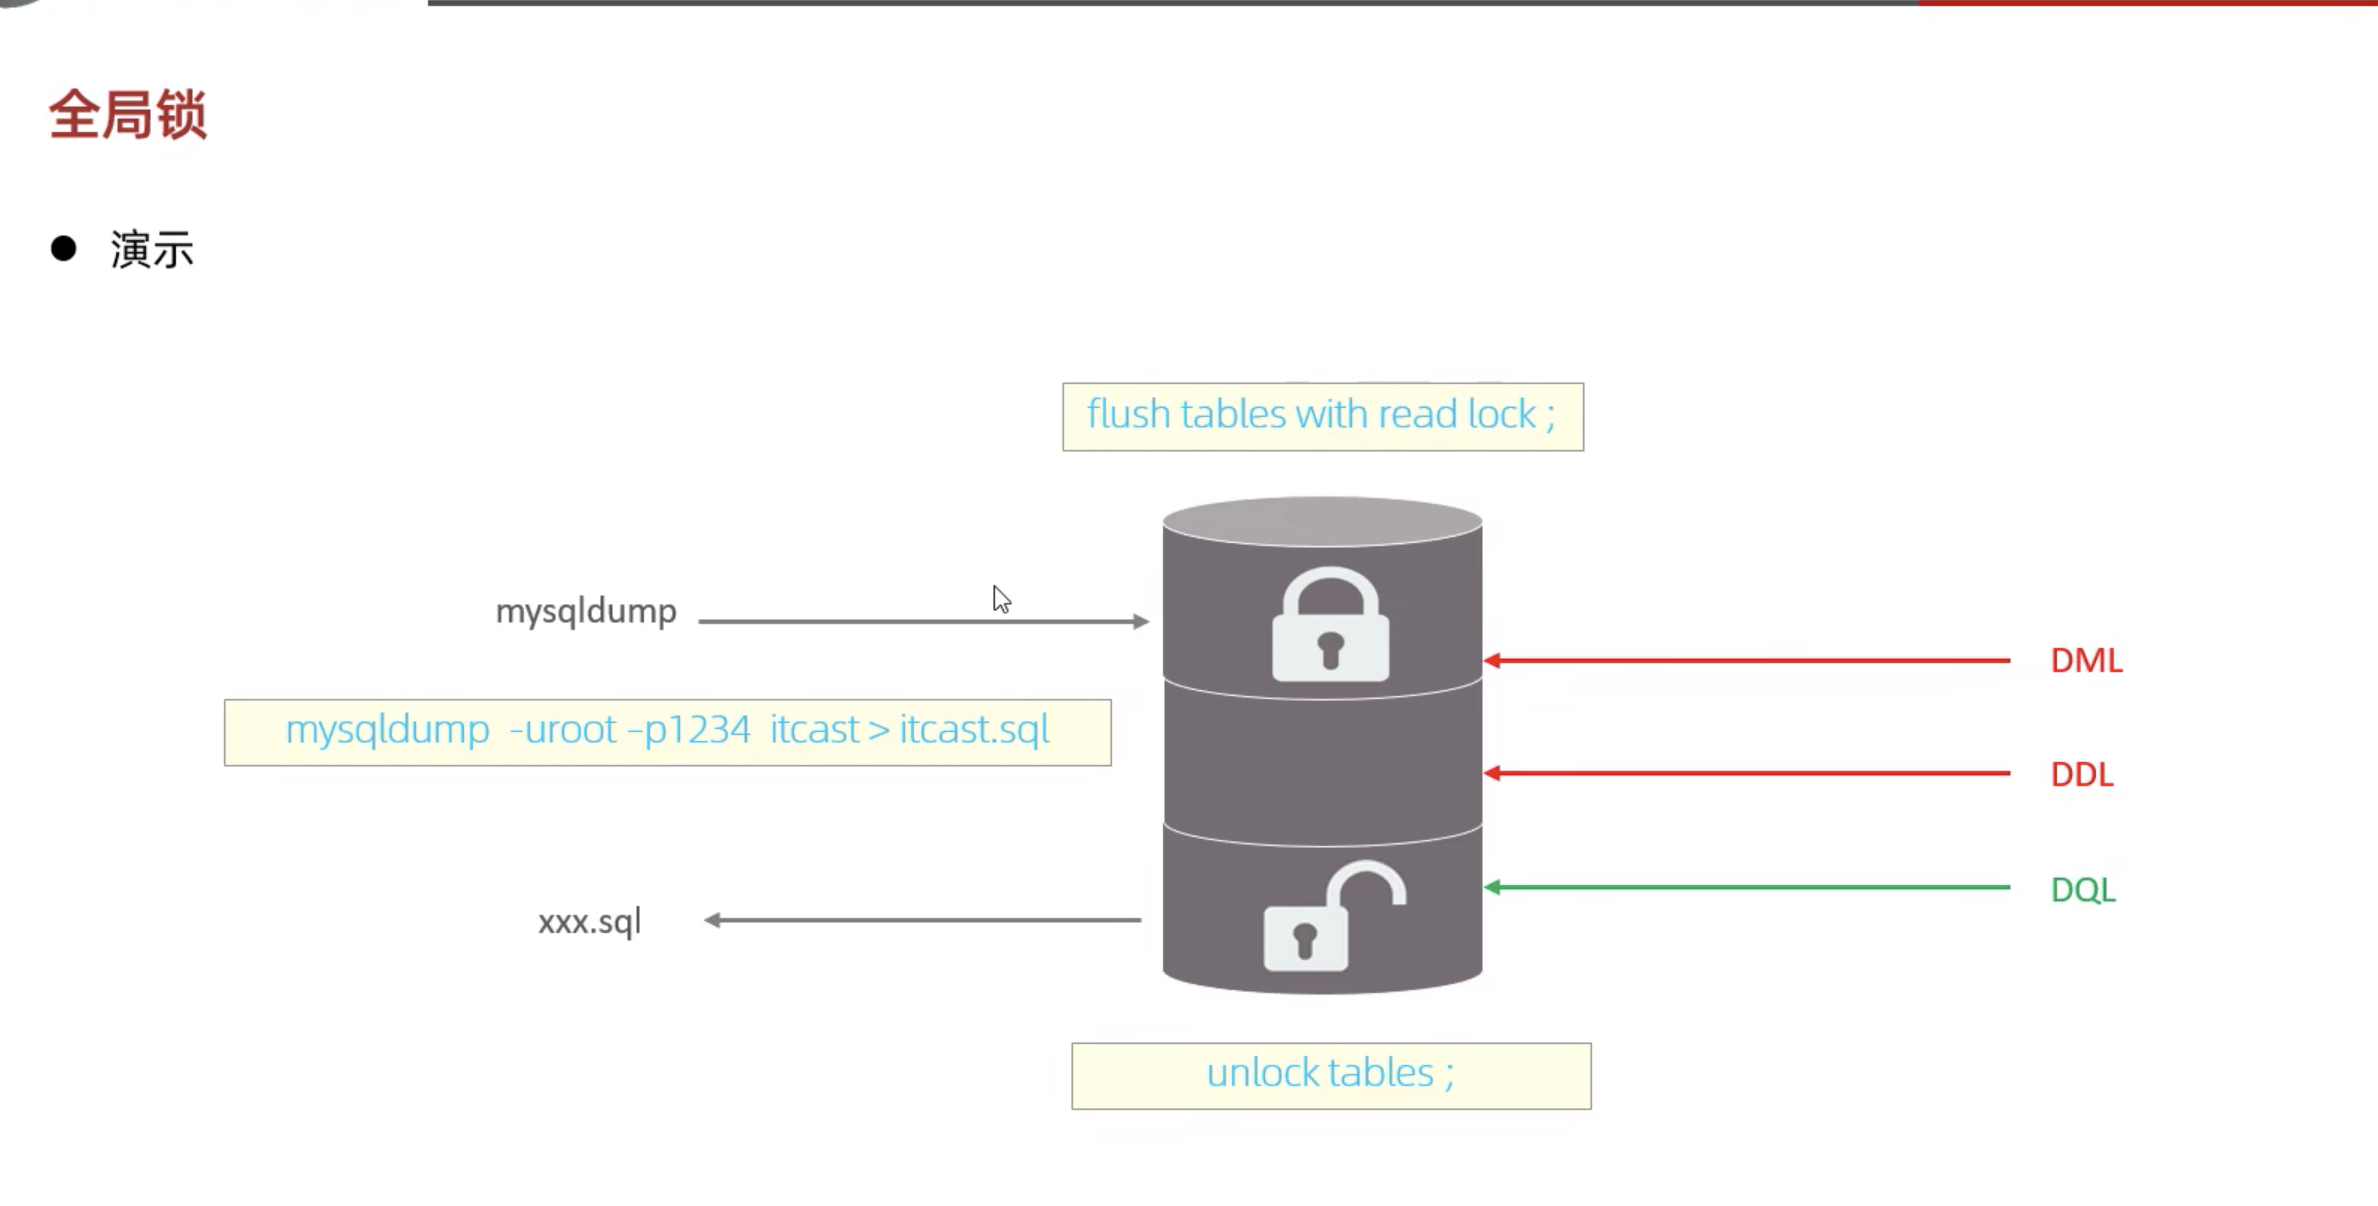 全局锁
● 演示
flush tables with read lock ;
mysqldump
DML
mysqldump -uroot –p1234 itcast > itcast.sql
DDL
DQL
xxx.sql
unlock tables ;